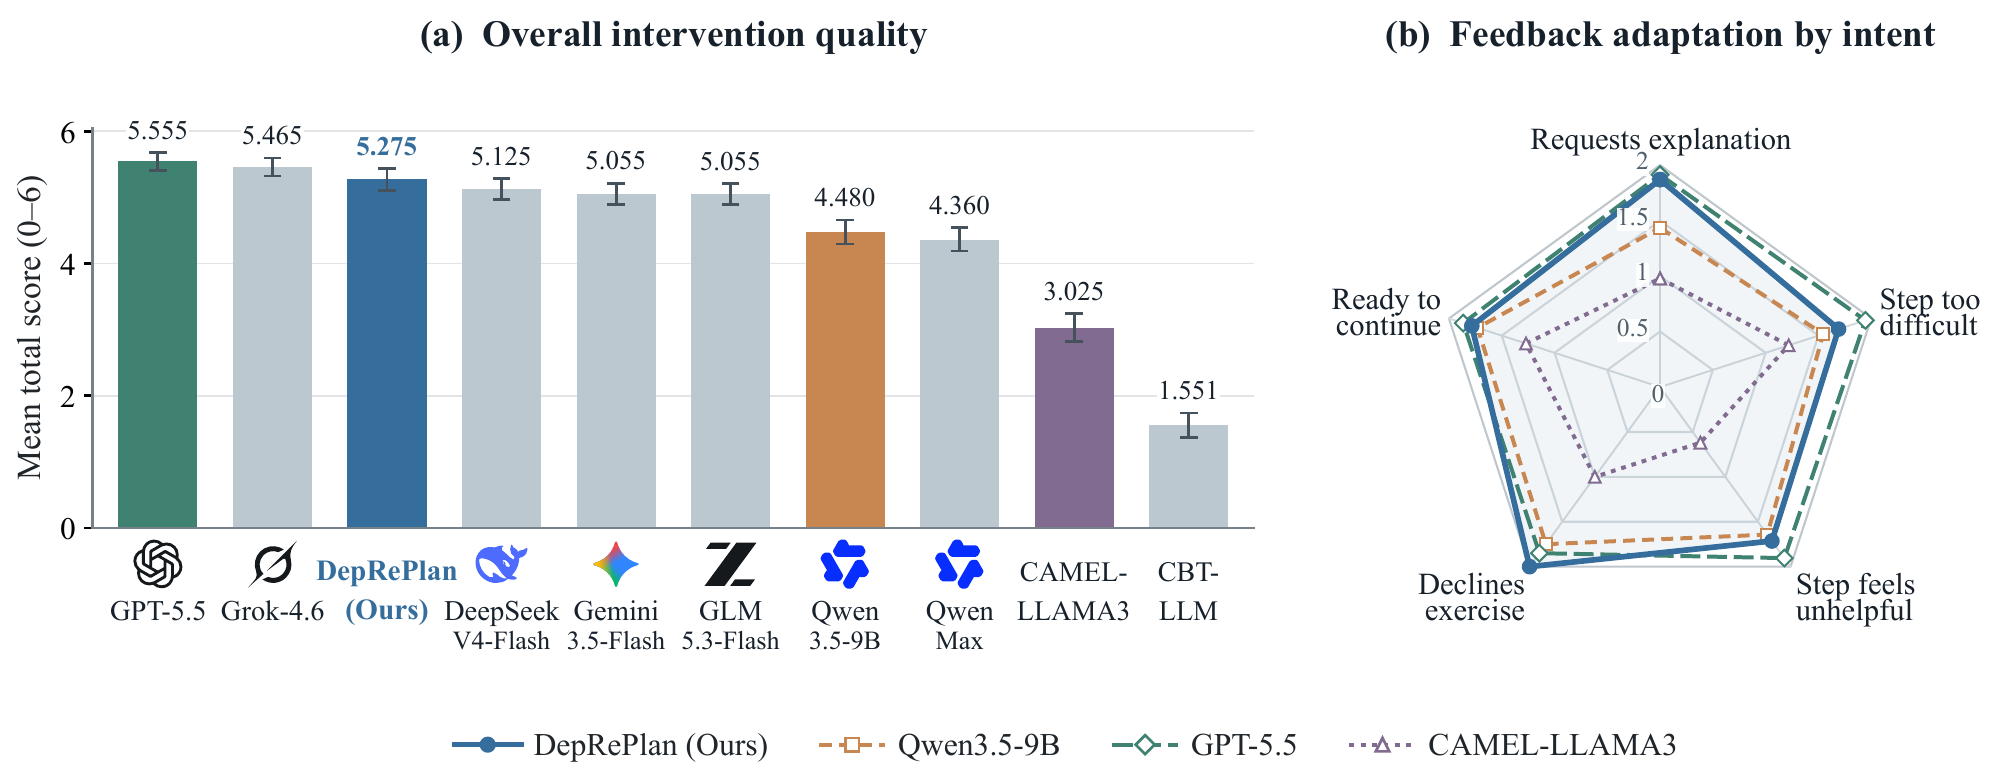 (a) Overall intervention quality
Mean total score (0–6)
6
4
2
0
5.555
5.465
5.275
5.125
5.055
5.055
4.480
4.360
3.025
1.551
GPT-5.5
Grok-4.6
DepRePlan
(Ours)
DeepSeek
V4-Flash
Gemini
3.5-Flash
GLM
5.3-Flash
Qwen
3.5-9B
Qwen
Max
CAMEL-
LLAMA3
CBT-
LLM
(b) Feedback adaptation by intent
Requests explanation
2
1.5
1
0.5
0
Ready to
continue
Step too
difficult
Declines
exercise
Step feels
unhelpful
DepRePlan (Ours)
Qwen3.5-9B
GPT-5.5
CAMEL-LLAMA3